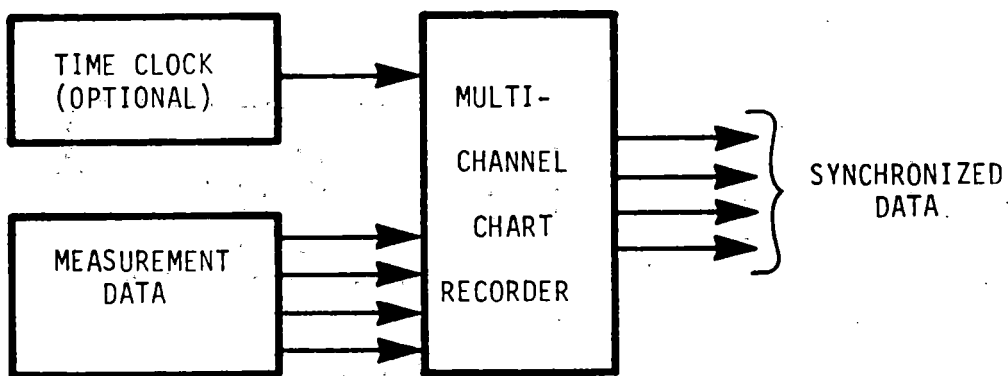 TIME CLOCK
(OPTIONAL)
MEASUREMENT
DATA
MULTI-
CHANNEL
CHART
RECORDER
SYNCHRONIZED
DATA